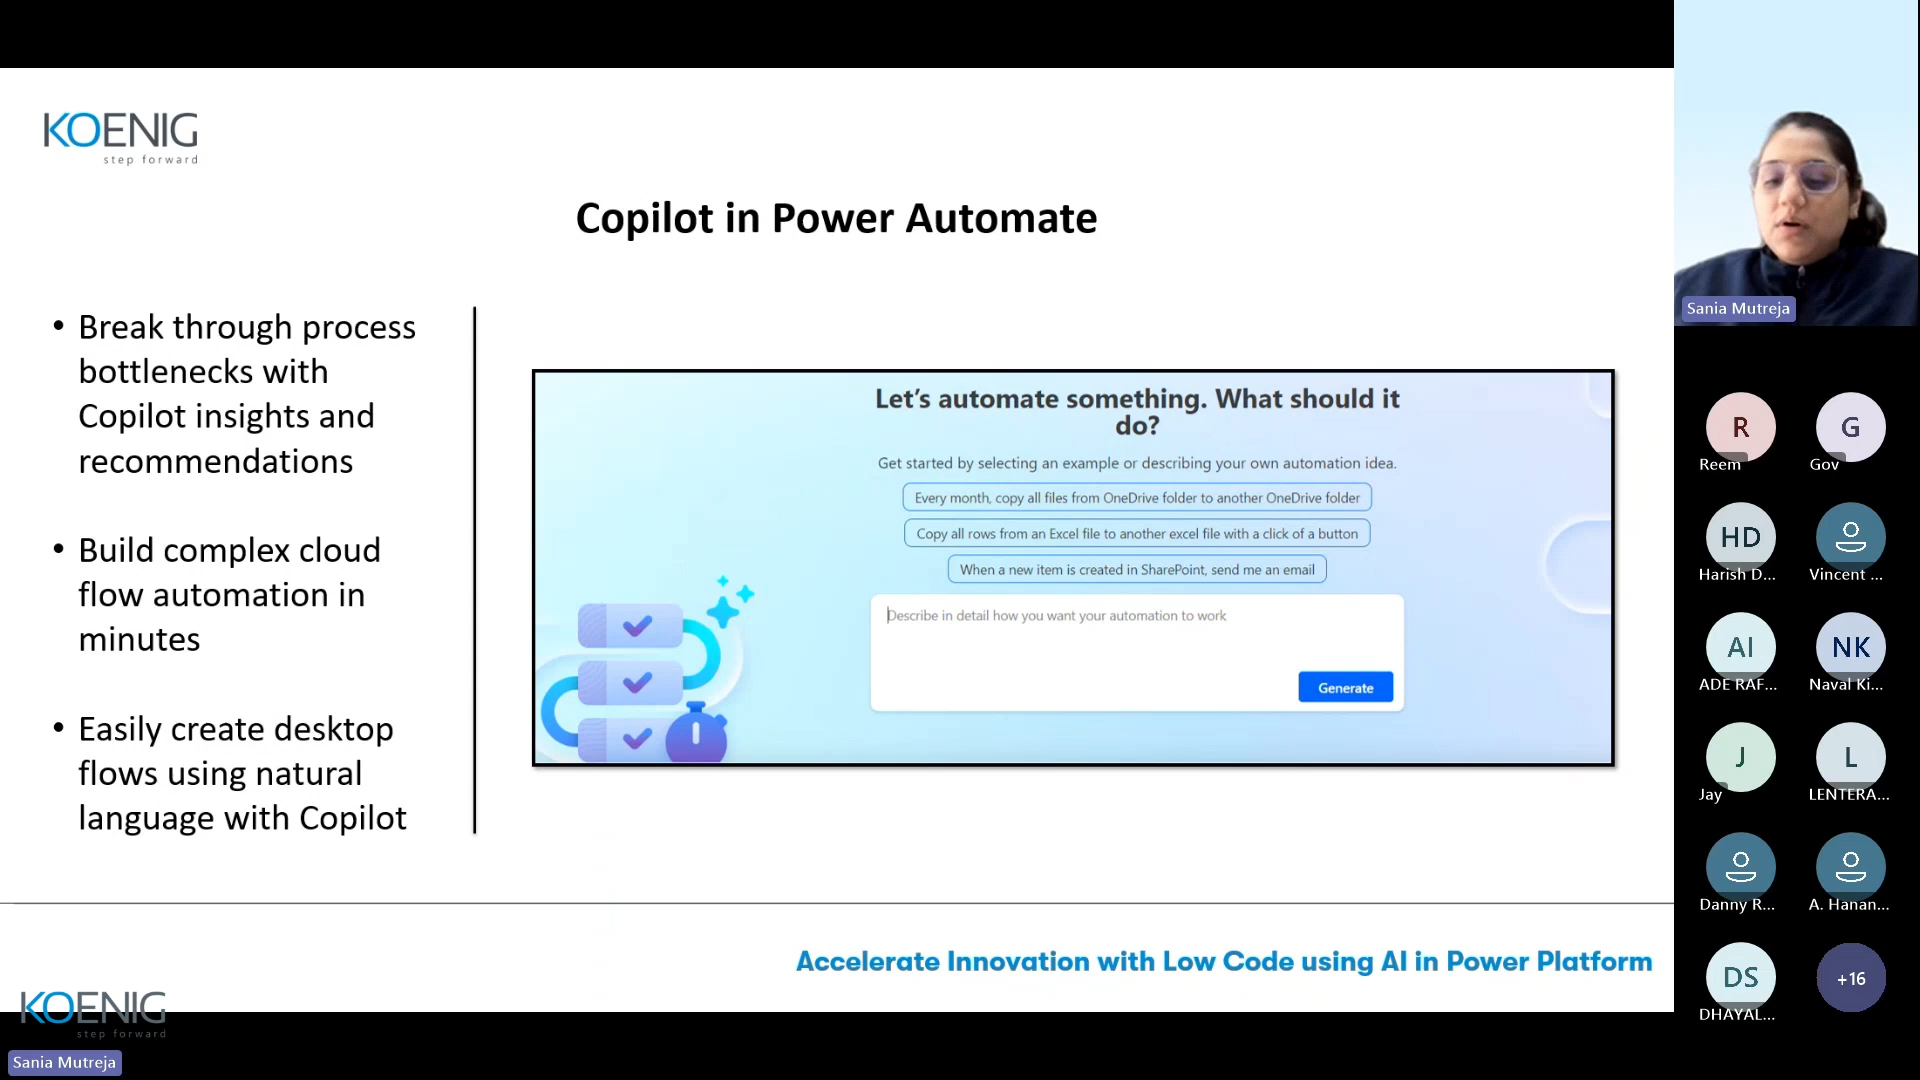 KOENIG
step forward
Copilot in Power Automate
• Break through process
bottlenecks with
Copilot insights and
recommendations
• Build complex cloud
flow automation in
minutes
• Easily create desktop
flows using natural
language with Copilot
Let's automate something. What should it
do?
Get started by selecting an example or describing your own automation idea.
Every month, copy all files from OneDrive folder to another OneDrive folder
Copy all rows from an Excel file to another excel file with a click of a button
When a new item is created in SharePoint, send me an email
Describe in detail how you want your automation to work
Generate
Accelerate Innovation with Low Code using AI in Power Platform
KOENIG
step forward
Sania Mutreja
Sania Mutreja
R
Reem
G
Gov
HD
Harish D...
Vincent ...
AI
ADE RAF...
NK
Naval Ki...
J
Jay
L
LENTERA...
Danny R...
A. Hanan...
DS
DHAYAL...
+16